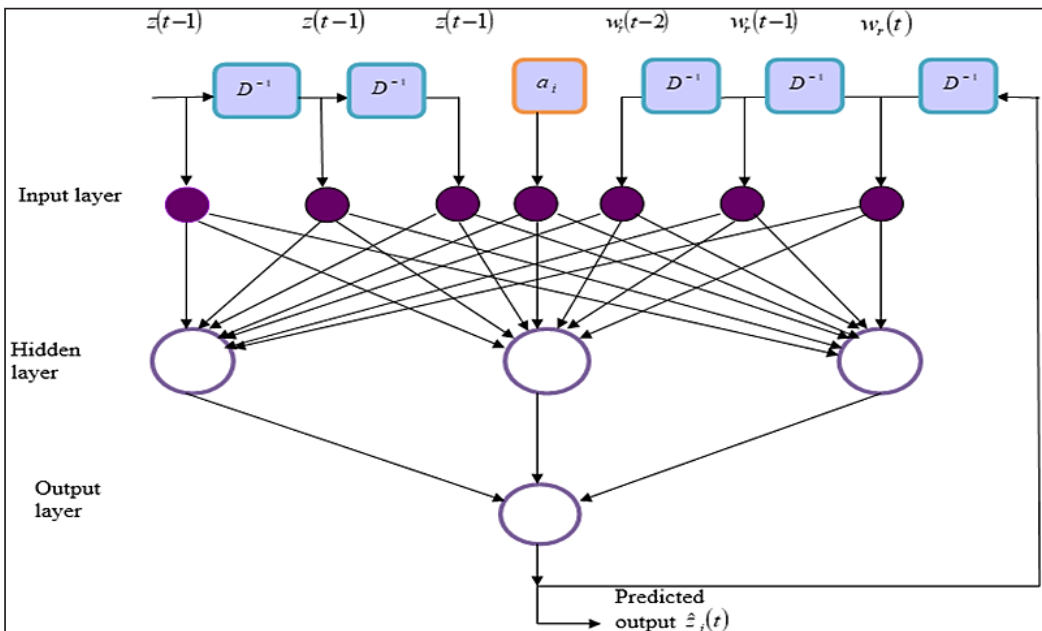 z(t−1) z(t−1) z(t−1) w_r(t−2) w_r(t−1) w_r(t)
D⁻¹ D⁻¹ a_i D⁻¹ D⁻¹ D⁻¹
Input layer
Hidden
layer
Output
layer
Predicted
output ẑ_i(t)